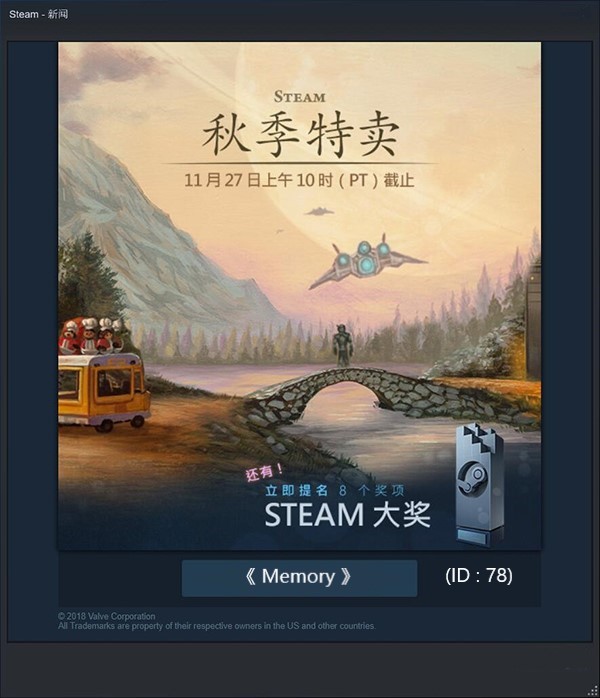 Steam - 新闻
STEAM
秋季特卖
11 月 27 日上午 10 时 ( PT ) 截止
还有！
立即提名 8 个奖项
STEAM 大奖
《 Memory 》
(ID : 78)
© 2018 Valve Corporation
All Trademarks are property of their respective owners in the US and other countries.